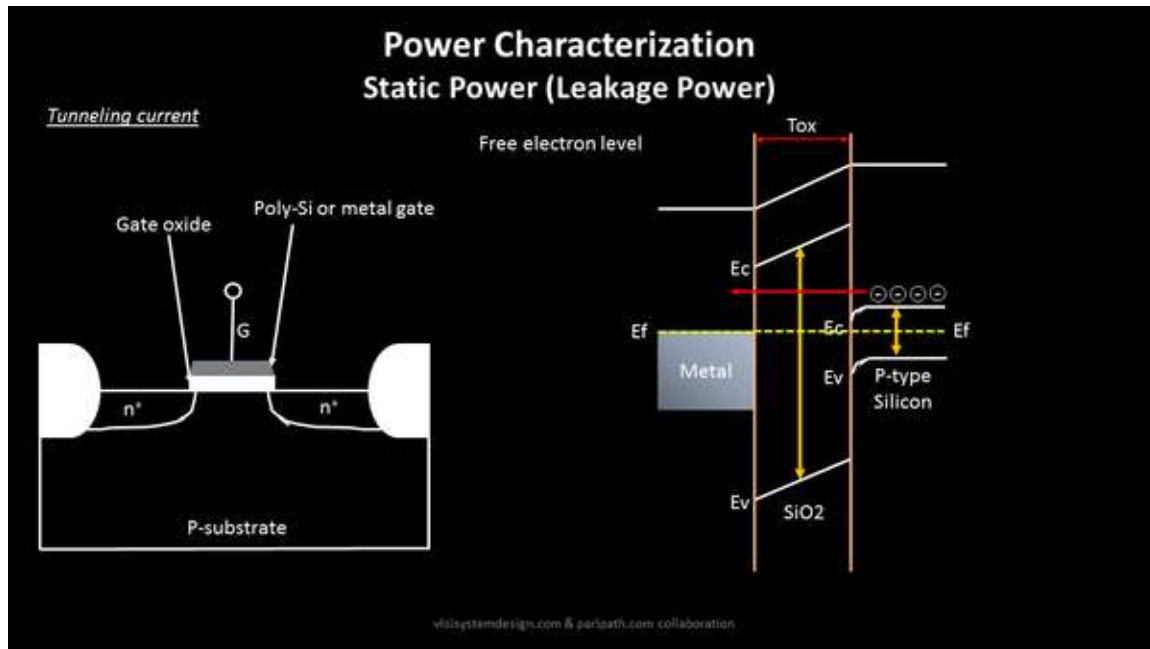 Power Characterization
Static Power (Leakage Power)
Tunneling current
Free electron level
Tox
Gate oxide
Poly-Si or metal gate
G
n⁺
n⁺
P-substrate
Ec
Ef
Metal
Ec
Ef
Ev
P-type
Silicon
Ev
SiO2
- - - -
vlsisystemdesign.com & paripath.com collaboration